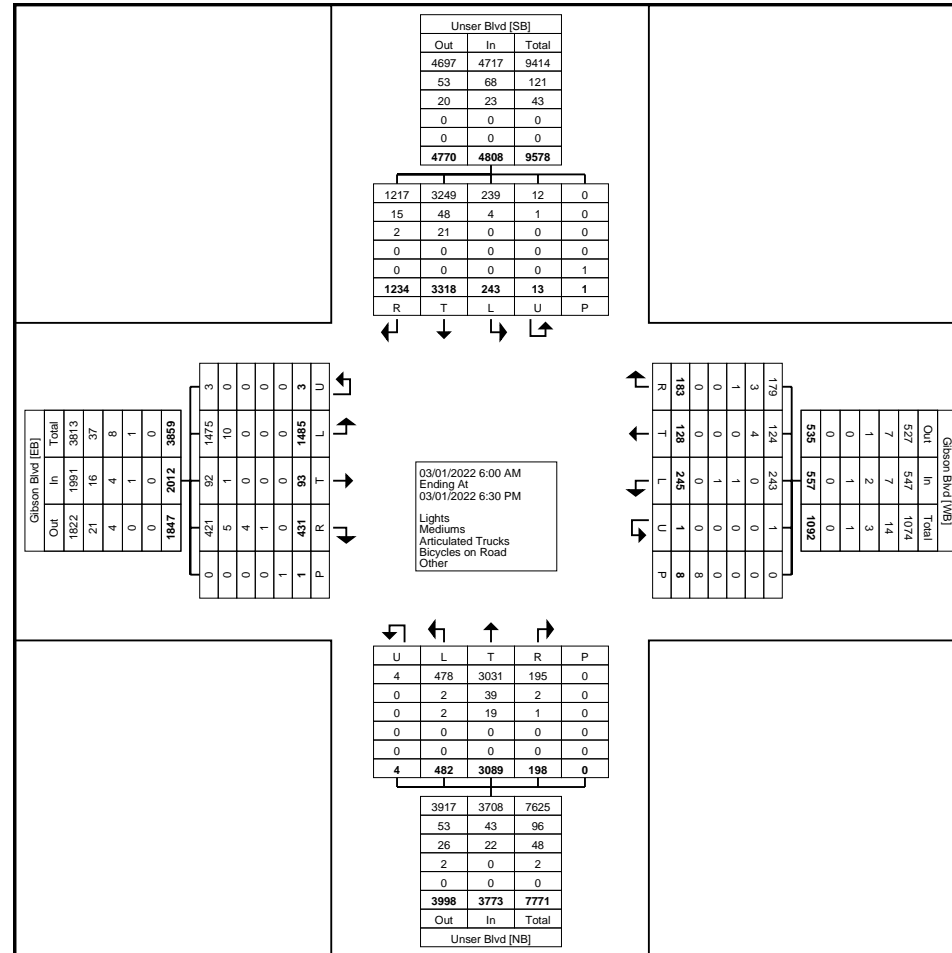 Unser Blvd [SB]
Out In Total
4697 4717 9414
53 68 121
20 23 43
0 0 0
0 0 0
4770 4808 9578
1217 3249 239 12 0
15 48 4 1 0
2 21 0 0 0
0 0 0 0 0
0 0 0 0 1
1234 3318 243 13 1
R T L U P
Gibson Blvd [EB]
Total 3813 37 8 1 0 3859
In 1991 16 4 1 0 2012
Out 1822 21 4 0 0 1847
3 0 0 0 0 3 U
1475 10 0 0 0 1485 L
92 1 0 0 0 93 T
421 5 4 1 0 431 R
0 0 0 0 1 1 P
03/01/2022 6:00 AM
Ending At
03/01/2022 6:30 PM
Lights
Mediums
Articulated Trucks
Bicycles on Road
Other
R 183 0 0 1 3 179
T 128 0 0 0 4 124
L 245 0 1 1 0 243
U 1 0 0 0 0 1
P 8 8 0 0 0 0
535 0 0 1 7 527 Out
557 0 1 2 7 547 In
1092 0 1 3 14 1074 Total
Gibson Blvd [WB]
U L T R P
4 478 3031 195 0
0 2 39 2 0
0 2 19 1 0
0 0 0 0 0
0 0 0 0 0
4 482 3089 198 0
3917 3708 7625
53 43 96
26 22 48
2 0 2
0 0 0
3998 3773 7771
Out In Total
Unser Blvd [NB]